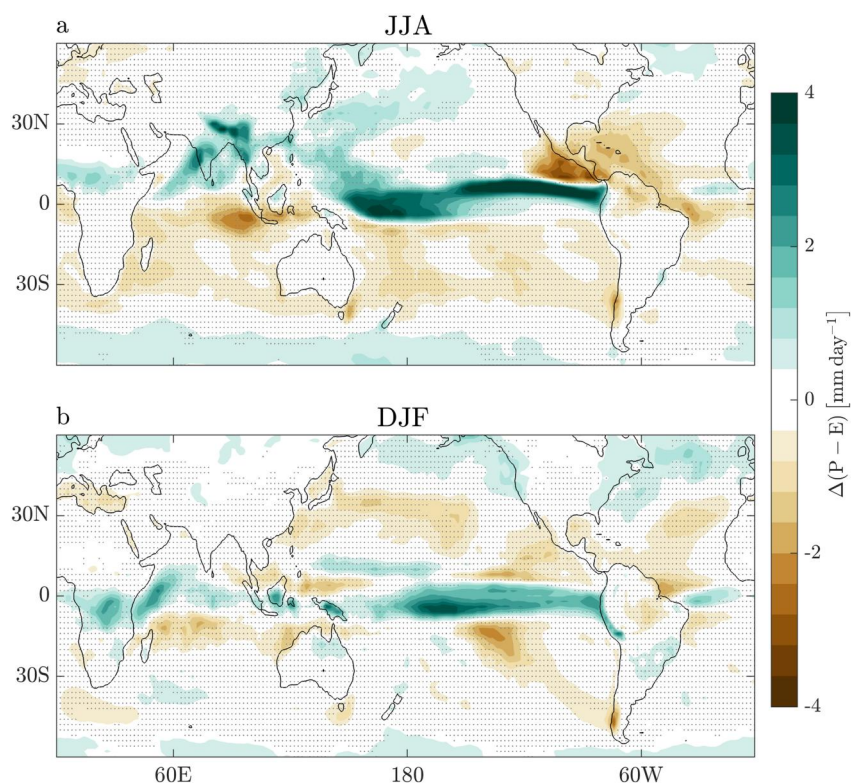 a
JJA
30N
0
30S
b
DJF
30N
0
30S
60E
180
60W
4
2
0
-2
-4
Δ(P − E) [mm day⁻¹]